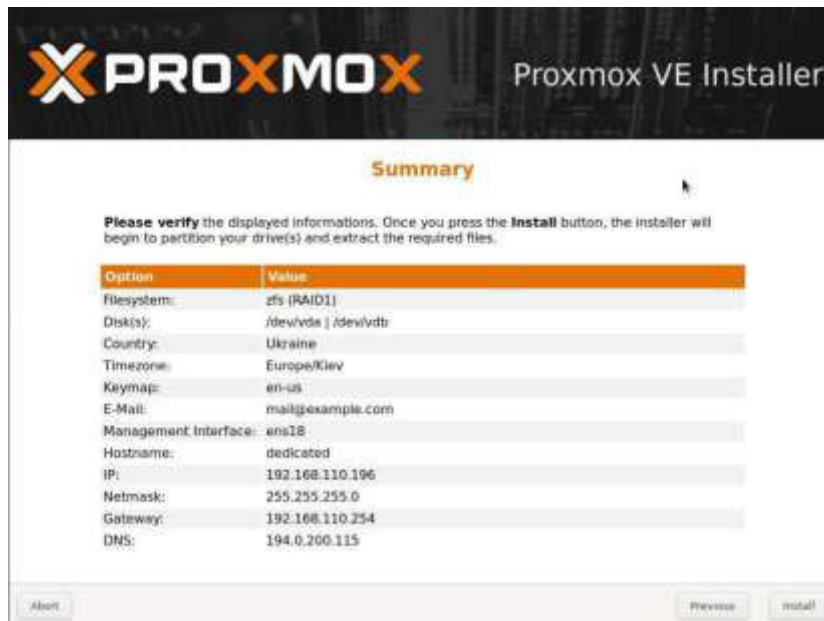 PROXMOX
Proxmox VE Installer
Summary
Please verify the displayed informations. Once you press the Install button, the installer will
begin to partition your drive(s) and extract the required files.
Option Value
Filesystem: zfs (RAID1)
Disk(s): /dev/vda | /dev/vdb
Country: Ukraine
Timezone: Europe/Kiev
Keymap: en-us
E-Mail: mail@example.com
Management Interface: ens18
Hostname: dedicated
IP: 192.168.110.196
Netmask: 255.255.255.0
Gateway: 192.168.110.254
DNS: 194.0.200.115
Abort Previous Install